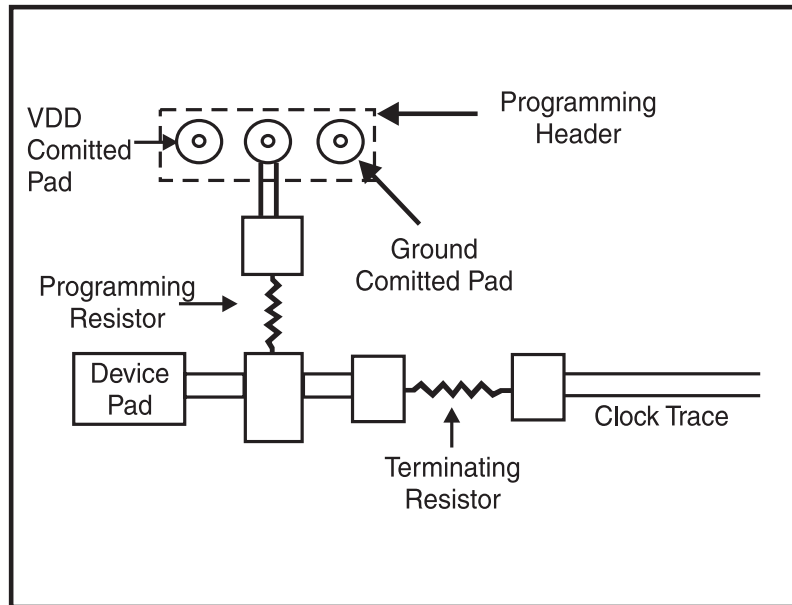 VDD
Comitted
Pad
Programming
Header
Ground
Comitted Pad
Programming
Resistor
Device
Pad
Clock Trace
Terminating
Resistor